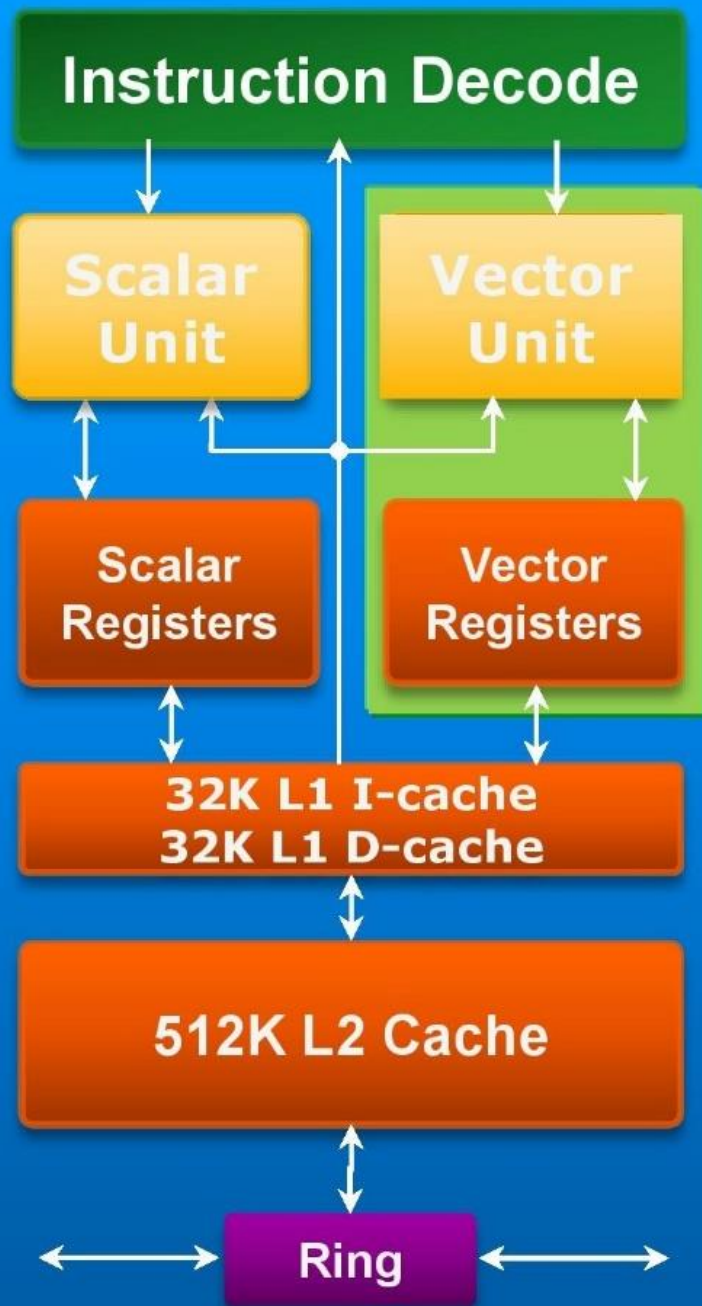 Instruction Decode
Scalar
Unit
Vector
Unit
Scalar
Registers
Vector
Registers
32K L1 I-cache
32K L1 D-cache
512K L2 Cache
Ring